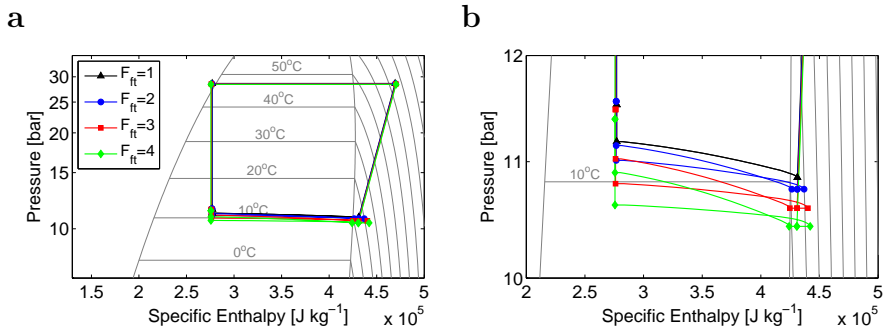 a
b
F_ft=1
F_ft=2
F_ft=3
F_ft=4
50°C
40°C
30°C
20°C
10°C
0°C
30
25
20
15
10
Pressure [bar]
1.5 2 2.5 3 3.5 4 4.5 5
Specific Enthalpy [J kg⁻¹]
x 10⁵
12
11
10
Pressure [bar]
10°C
2 2.5 3 3.5 4 4.5 5
Specific Enthalpy [J kg⁻¹]
x 10⁵